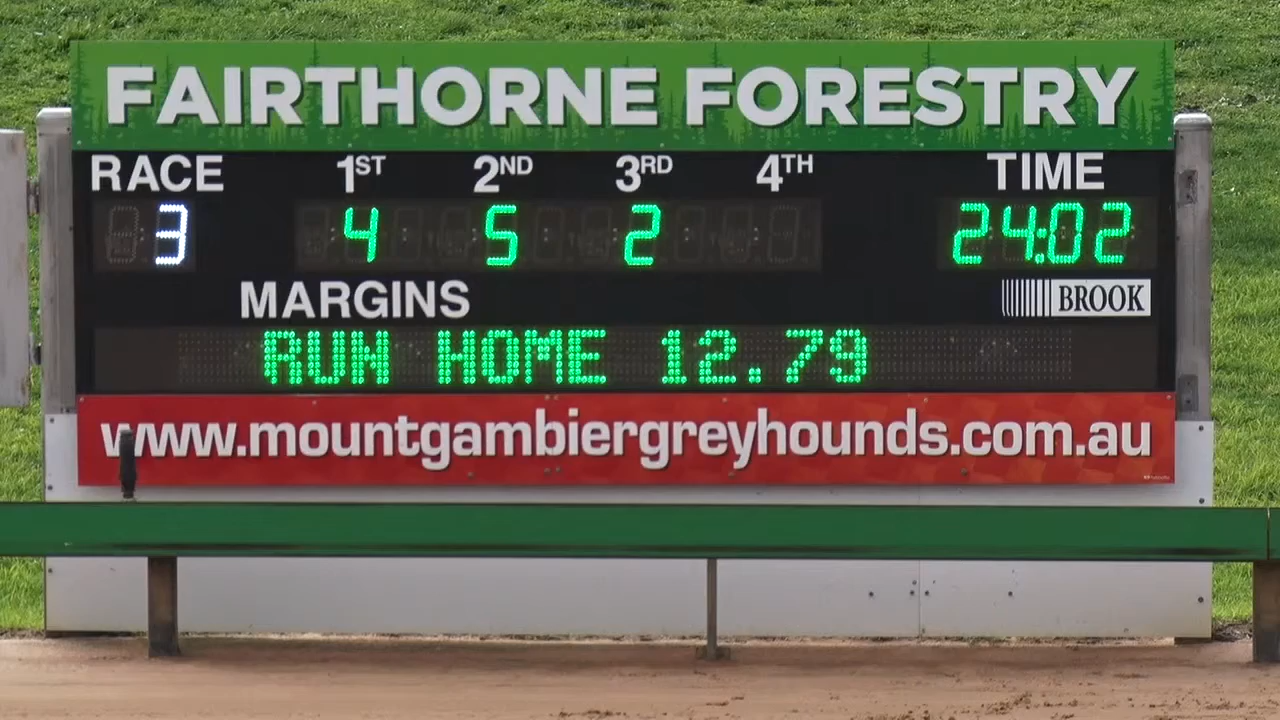 FAIRTHORNE FORESTRY
RACE 1ST 2ND 3RD 4TH TIME
3 4 5 2 24:02
MARGINS BROOK
RUN HOME 12.79
www.mountgambiergreyhounds.com.au